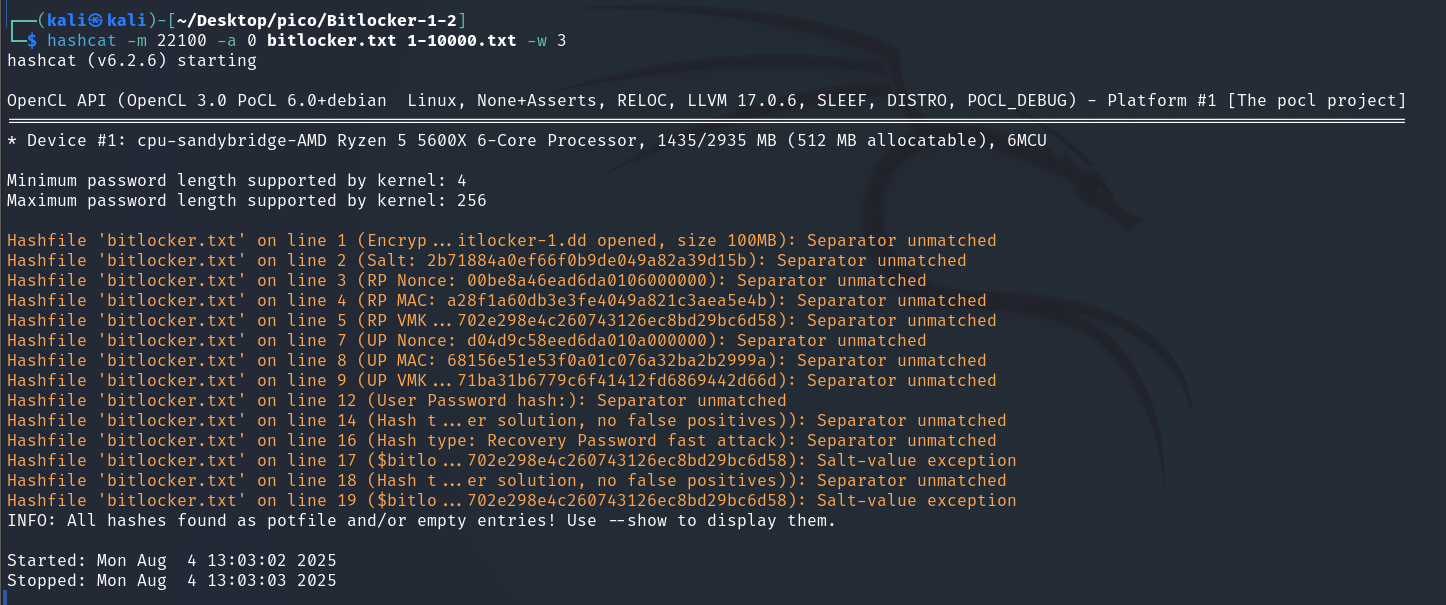 ┌──(kali㉿kali)-[~/Desktop/pico/Bitlocker-1-2]
└─$ hashcat -m 22100 -a 0 bitlocker.txt 1-10000.txt -w 3
hashcat (v6.2.6) starting
OpenCL API (OpenCL 3.0 PoCL 6.0+debian  Linux, None+Asserts, RELOC, LLVM 17.0.6, SLEEF, DISTRO, POCL_DEBUG) - Platform #1 [The pocl project]
* Device #1: cpu-sandybridge-AMD Ryzen 5 5600X 6-Core Processor, 1435/2935 MB (512 MB allocatable), 6MCU
Minimum password length supported by kernel: 4
Maximum password length supported by kernel: 256
Hashfile 'bitlocker.txt' on line 1 (Encryp...itlocker-1.dd opened, size 100MB): Separator unmatched
Hashfile 'bitlocker.txt' on line 2 (Salt: 2b71884a0ef66f0b9de049a82a39d15b): Separator unmatched
Hashfile 'bitlocker.txt' on line 3 (RP Nonce: 00be8a46ead6da0106000000): Separator unmatched
Hashfile 'bitlocker.txt' on line 4 (RP MAC: a28f1a60db3e3fe4049a821c3aea5e4b): Separator unmatched
Hashfile 'bitlocker.txt' on line 5 (RP VMK...702e298e4c260743126ec8bd29bc6d58): Separator unmatched
Hashfile 'bitlocker.txt' on line 7 (UP Nonce: d04d9c58eed6da010a000000): Separator unmatched
Hashfile 'bitlocker.txt' on line 8 (UP MAC: 68156e51e53f0a01c076a32ba2b2999a): Separator unmatched
Hashfile 'bitlocker.txt' on line 9 (UP VMK...71ba31b6779c6f41412fd6869442d66d): Separator unmatched
Hashfile 'bitlocker.txt' on line 12 (User Password hash:): Separator unmatched
Hashfile 'bitlocker.txt' on line 14 (Hash t...er solution, no false positives)): Separator unmatched
Hashfile 'bitlocker.txt' on line 16 (Hash type: Recovery Password fast attack): Separator unmatched
Hashfile 'bitlocker.txt' on line 17 ($bitlo...702e298e4c260743126ec8bd29bc6d58): Salt-value exception
Hashfile 'bitlocker.txt' on line 18 (Hash t...er solution, no false positives)): Separator unmatched
Hashfile 'bitlocker.txt' on line 19 ($bitlo...702e298e4c260743126ec8bd29bc6d58): Salt-value exception
INFO: All hashes found as potfile and/or empty entries! Use --show to display them.
Started: Mon Aug  4 13:03:02 2025
Stopped: Mon Aug  4 13:03:03 2025